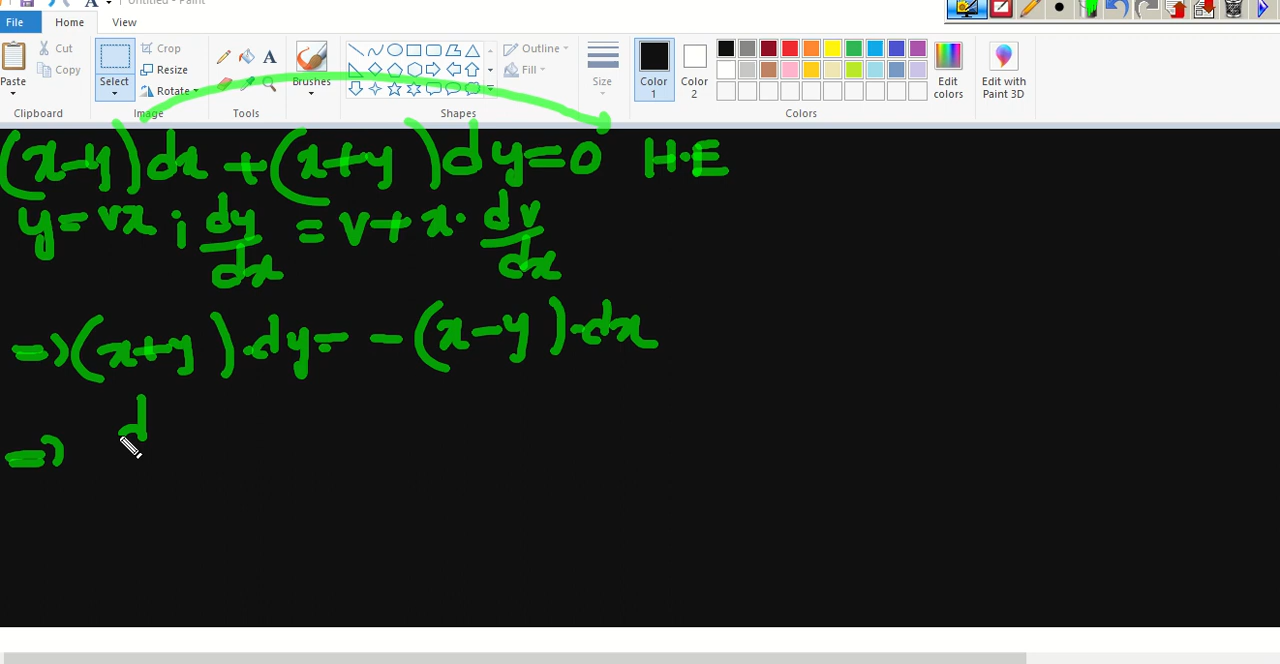 Untitled - Paint
File Home View
Paste
Cut
Copy
Clipboard
Select
Crop
Resize
Rotate
Image
Tools
Brushes
Shapes
Outline
Fill
Size
Color 1
Color 2
Edit colors
Edit with Paint 3D
Colors
(x-y)dx+(x+y)dy=0 H.E
y=vx ; dy/dx = v+x·dv/dx
=>(x+y)·dy=-(x-y)·dx
=> d